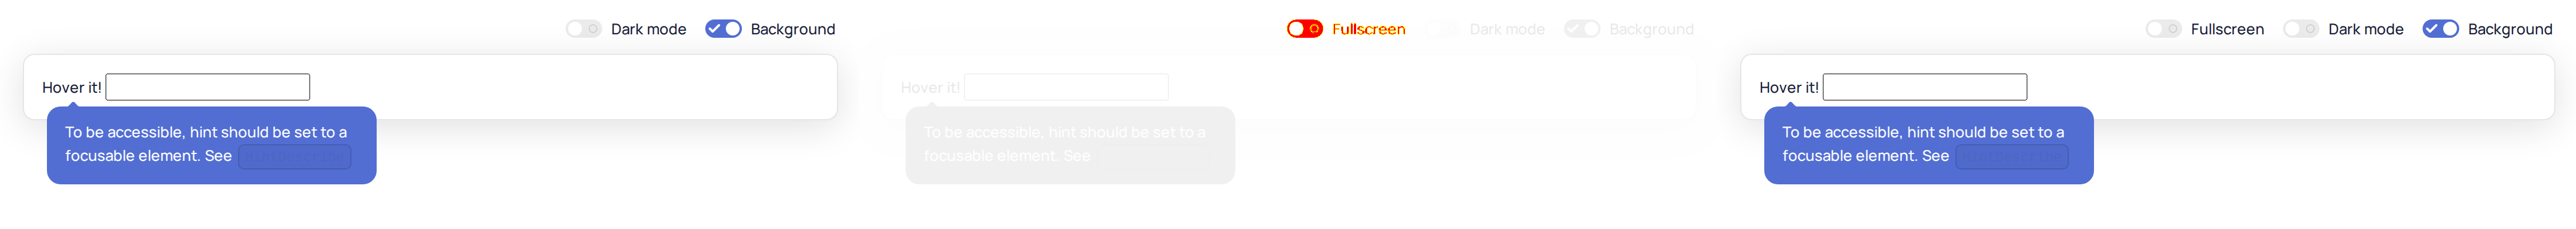 Dark mode
Background
Hover it!
To be accessible, hint should be set to a
focusable element. See
Fullscreen
Dark mode
Background
Hover it!
To be accessible, hint should be set to a
focusable element. See
Fullscreen
Dark mode
Background
Hover it!
To be accessible, hint should be set to a
focusable element. See